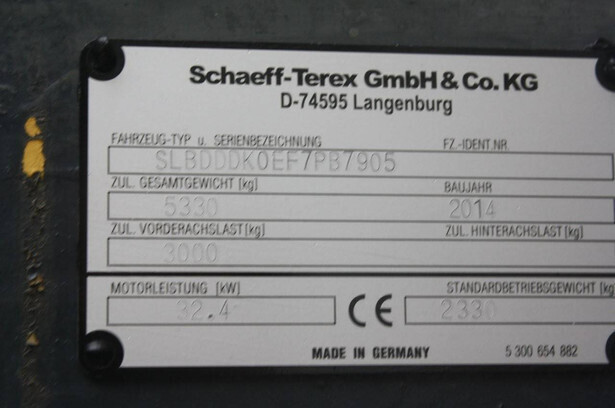 Schaeff-Terex GmbH & Co. KG
D-74595 Langenburg
FAHRZEUG-TYP u. SERIENBEZEICHNUNG FZ.-IDENT.NR.
SLBDDDK0EF7PB7905
ZUL. GESAMTGEWICHT [kg] BAUJAHR
5330 2014
ZUL. VORDERACHSLAST [kg] ZUL. HINTERACHSLAST [kg]
3000
MOTORLEISTUNG [kW] STANDARDBETRIEBSGEWICHT [kg
32.4 CE 2330
MADE IN GERMANY 5 300 654 882